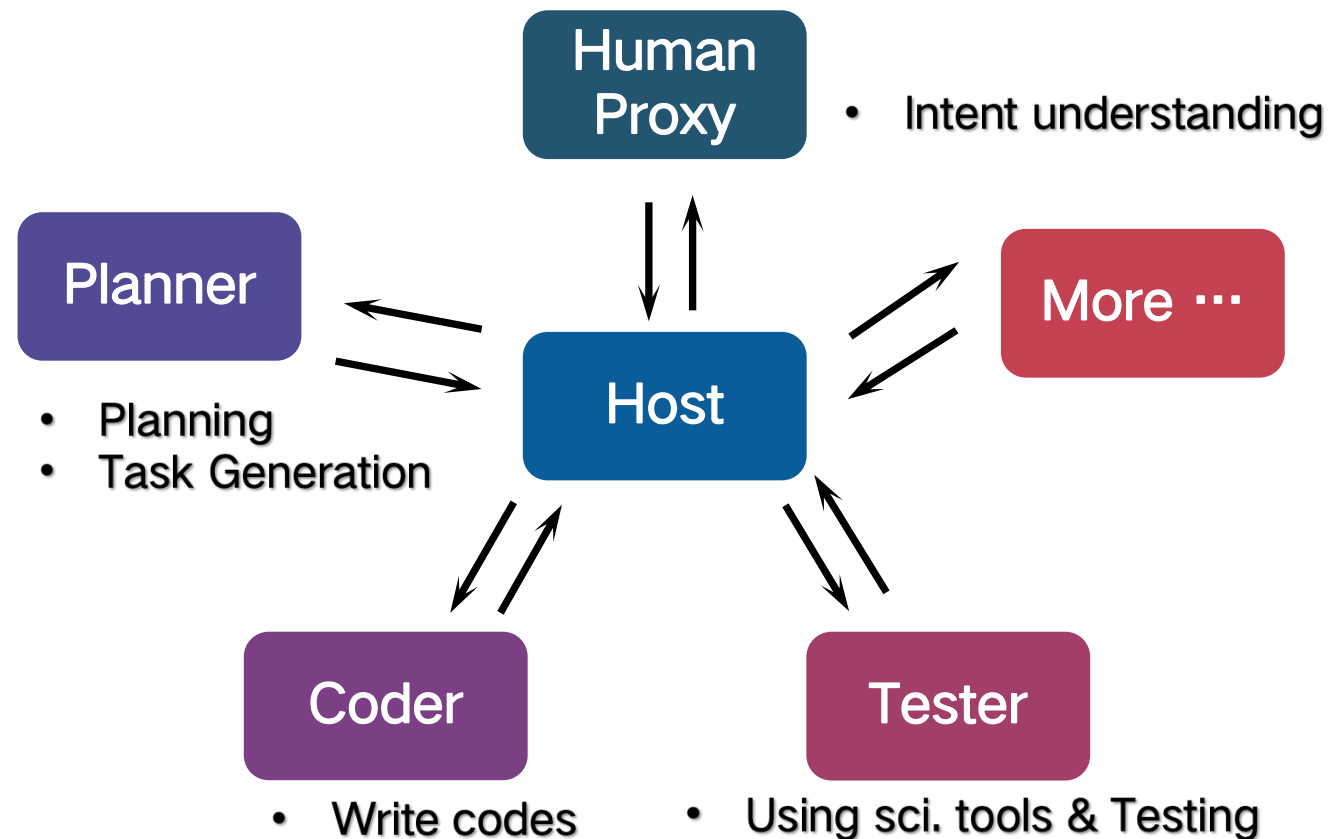 Human
Proxy
• Intent understanding
Planner
More ⋯
Host
• Planning
• Task Generation
Coder
Tester
• Write codes
• Using sci. tools & Testing